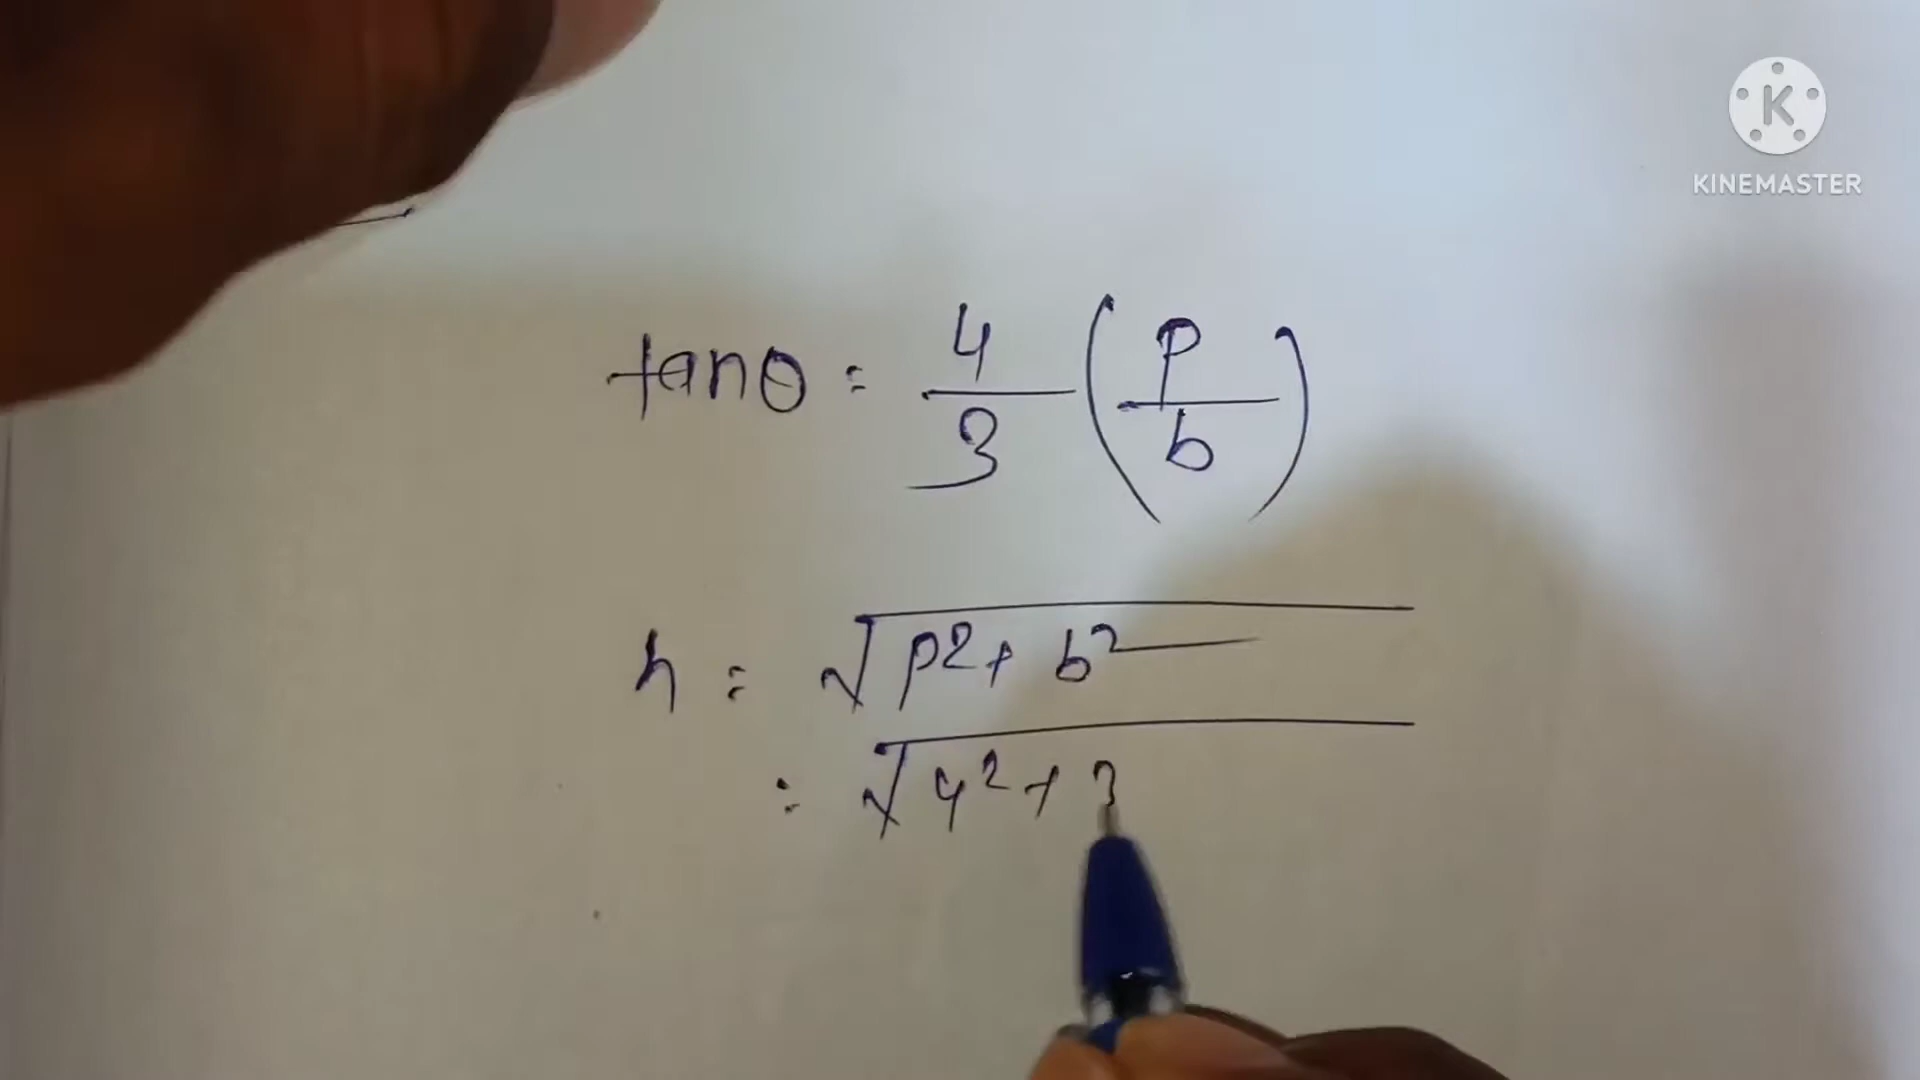 K
KINEMASTER
tanθ = 4/3 (p/b)
h = √p2 + b2
= √42 + 3